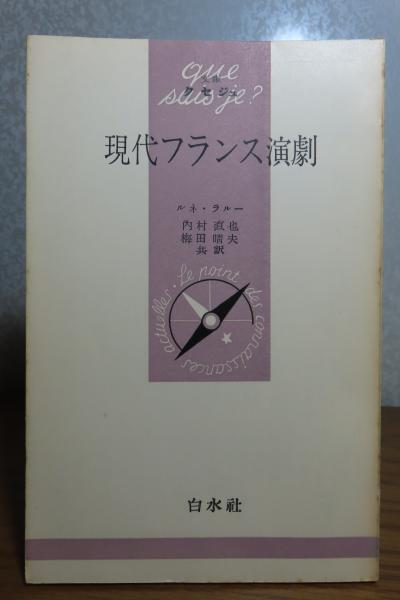 que
文庫
クセジュ
sais-je?
現代フランス演劇
ルネ・ラルー
内村直也
梅田晴夫
共訳
Le point des connaissances actuelles.
白水社